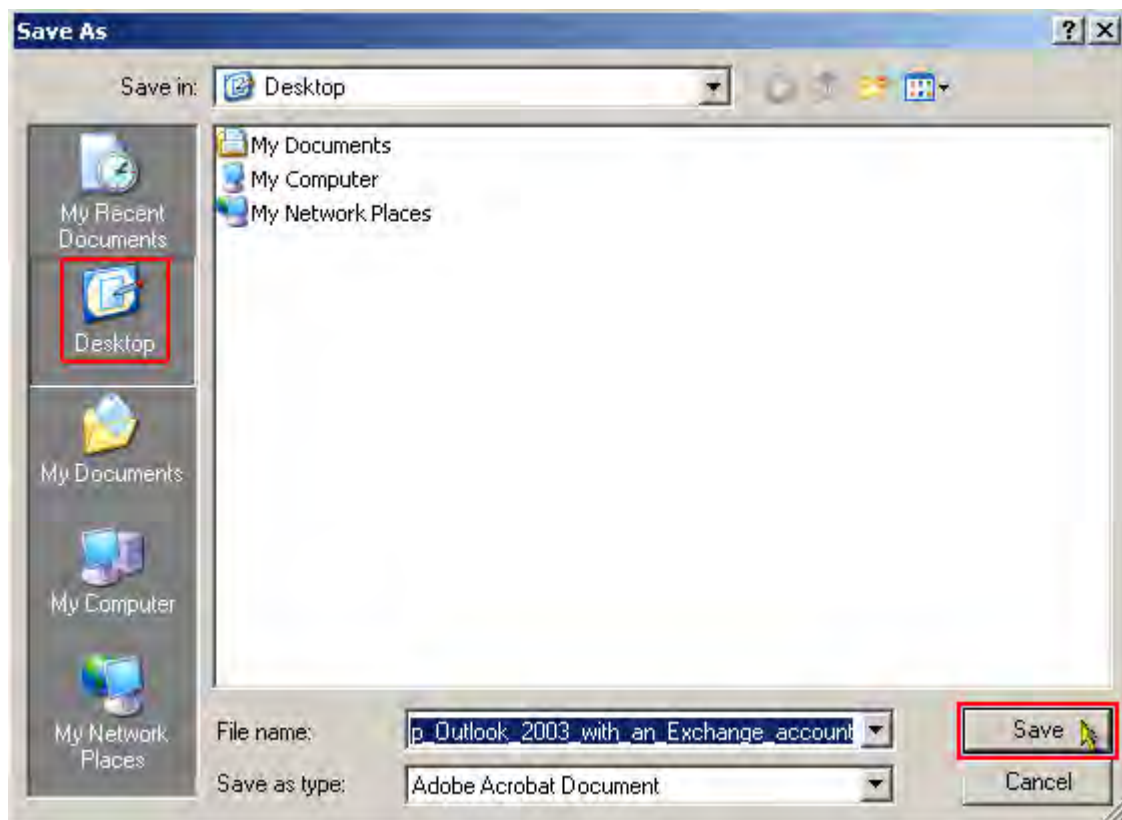 Save As
Save in:
Desktop
My Recent
Documents
Desktop
My Documents
My Computer
My Network
Places
My Documents
My Computer
My Network Places
File name:
p_Outlook_2003_with_an_Exchange_account
Save
Save as type:
Adobe Acrobat Document
Cancel